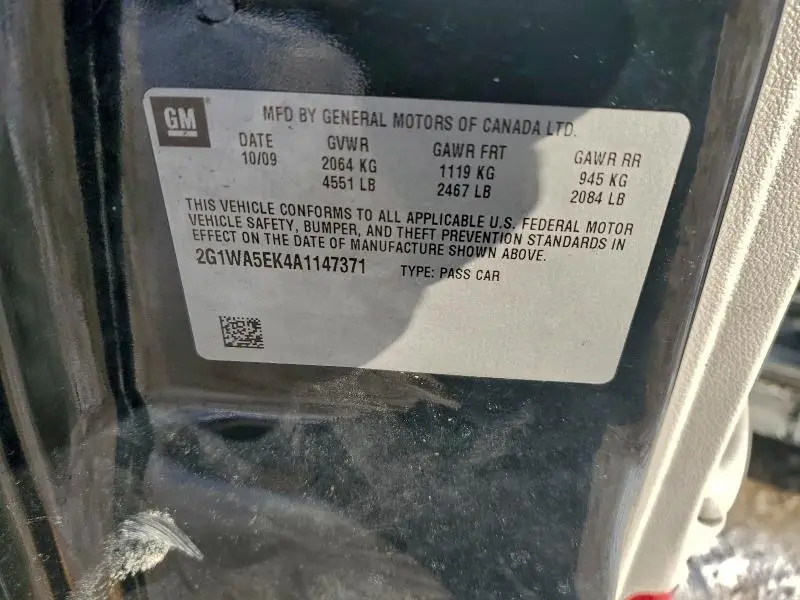 GM
MFD BY GENERAL MOTORS OF CANADA LTD.
DATE GVWR GAWR FRT GAWR RR
10/09 2064 KG 1119 KG 945 KG
4551 LB 2467 LB 2084 LB
THIS VEHICLE CONFORMS TO ALL APPLICABLE U.S. FEDERAL MOTOR
VEHICLE SAFETY, BUMPER, AND THEFT PREVENTION STANDARDS IN
EFFECT ON THE DATE OF MANUFACTURE SHOWN ABOVE.
2G1WA5EK4A1147371 TYPE: PASS CAR